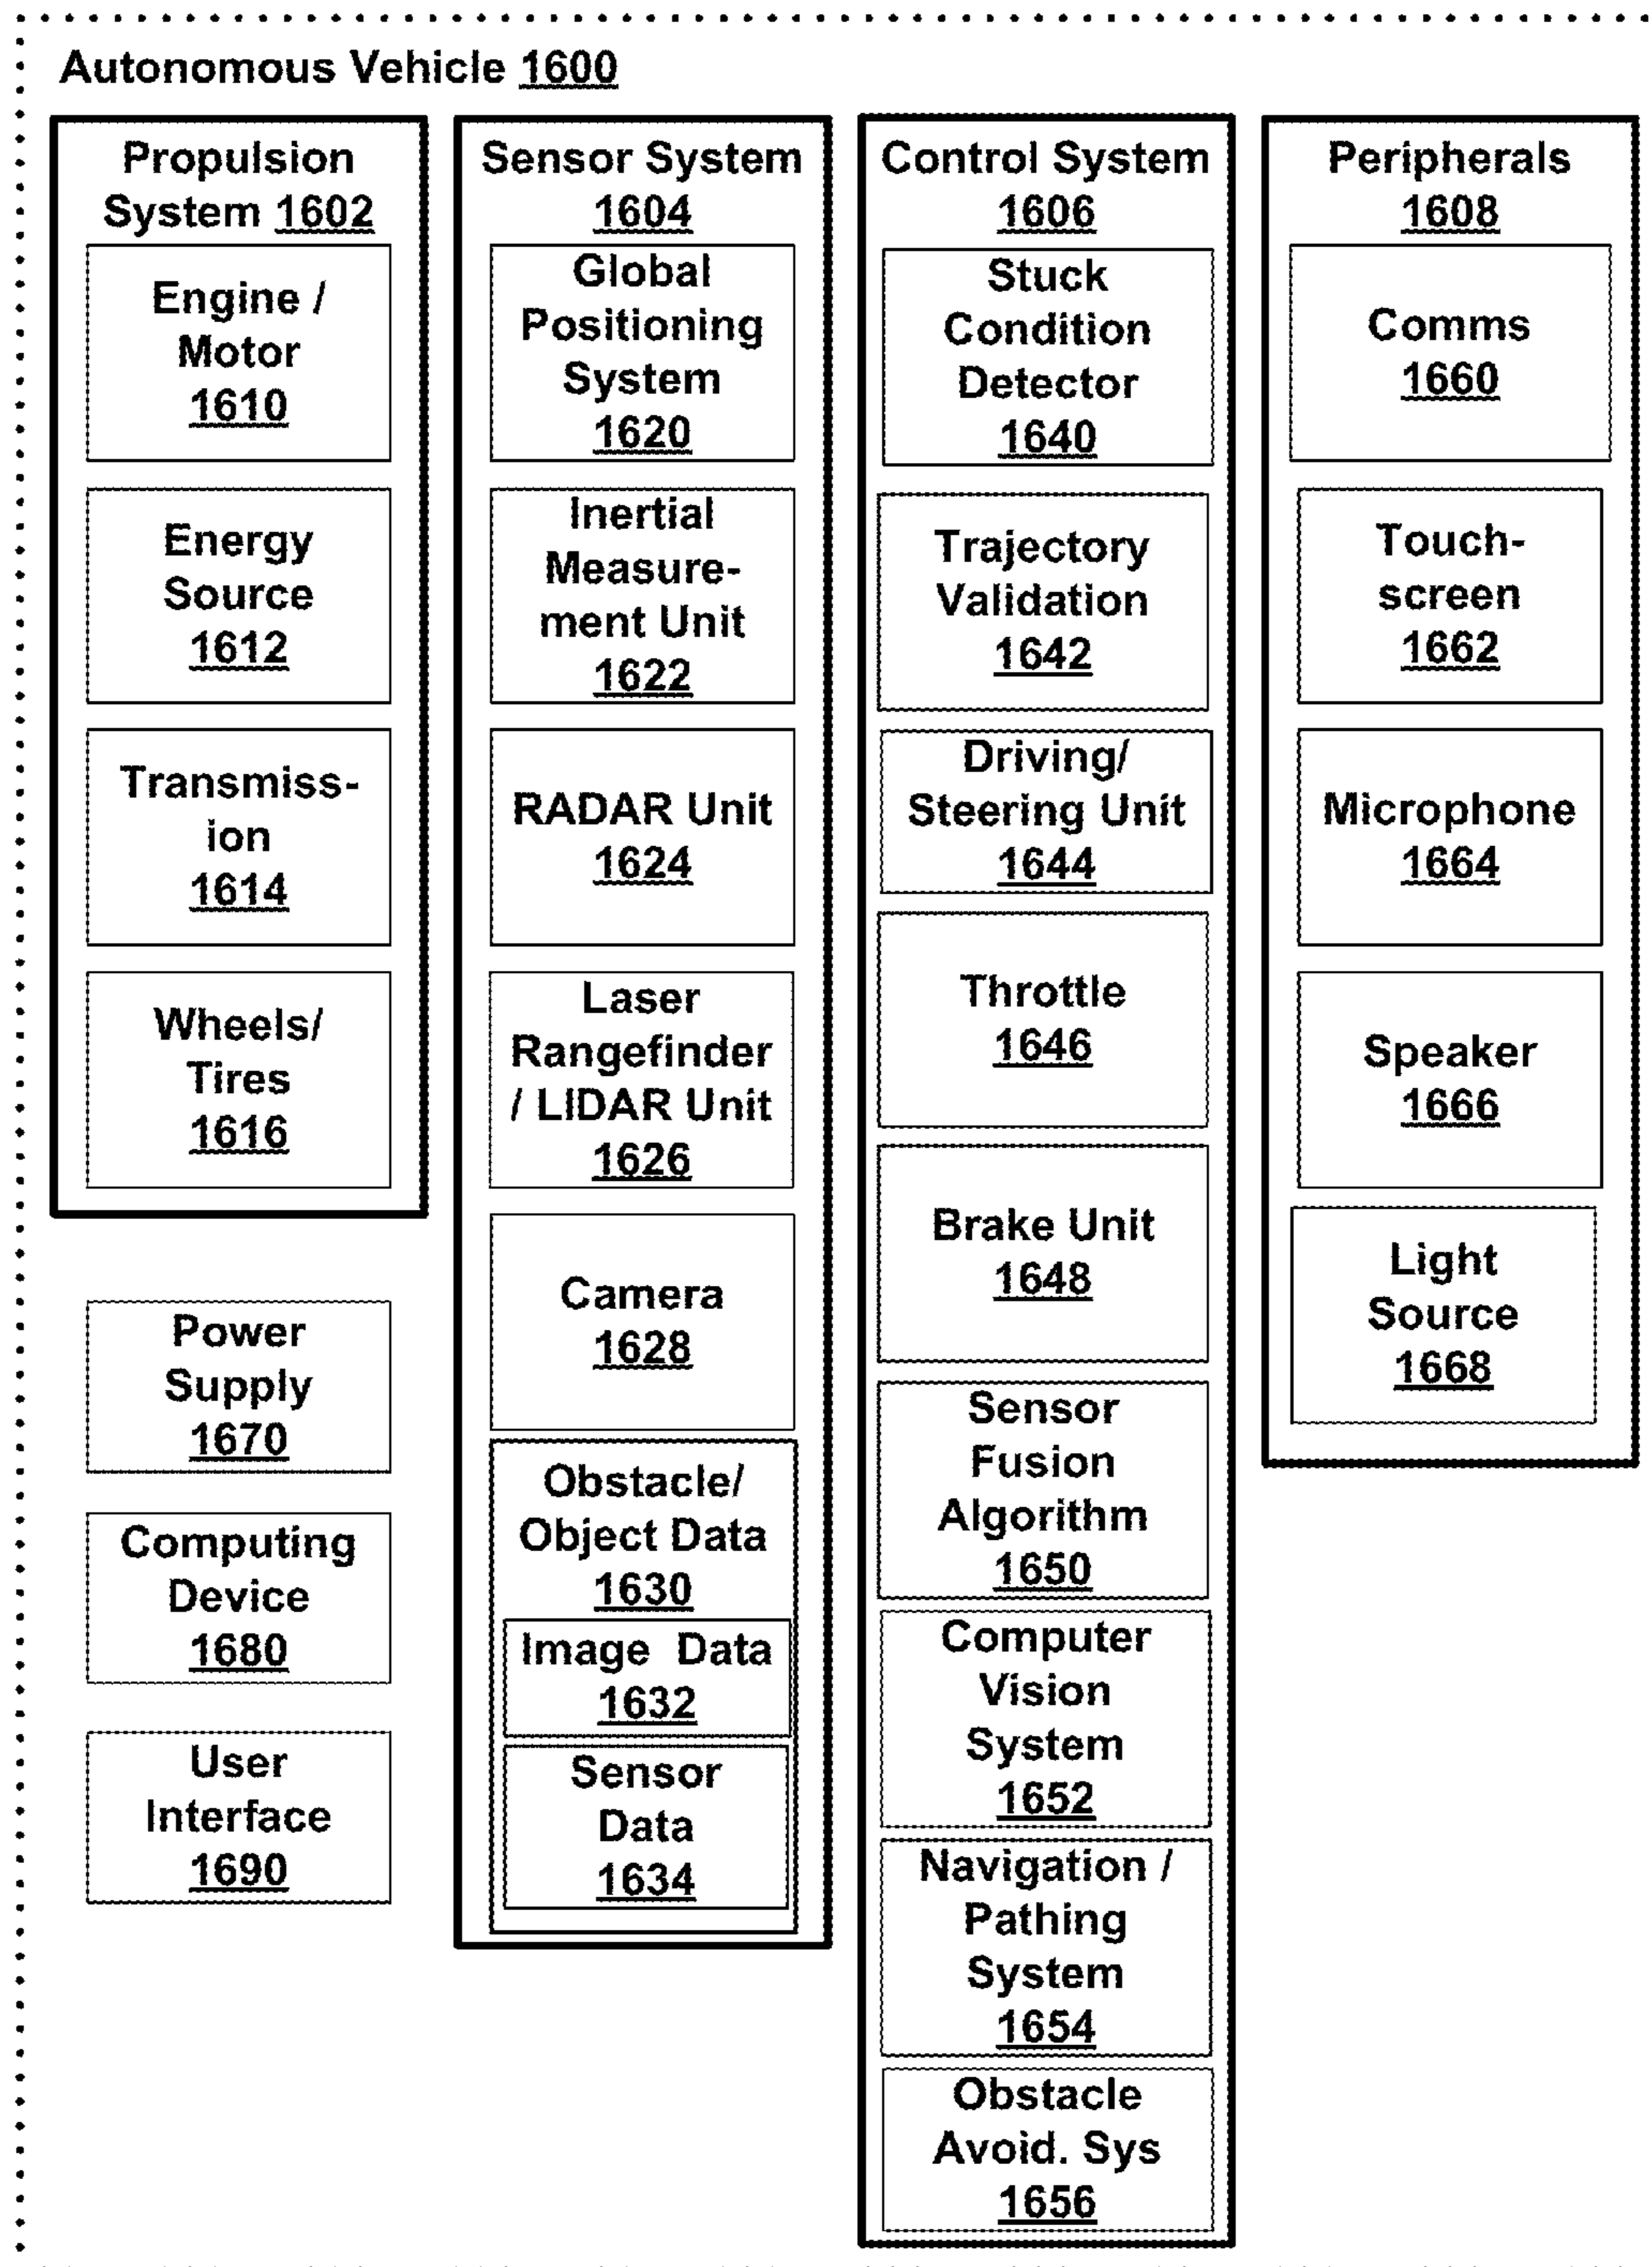 Autonomous Vehicle 1600
Propulsion
System 1602
Engine /
Motor
1610
Energy
Source
1612
Transmiss-
ion
1614
Wheels/
Tires
1616
Power
Supply
1670
Computing
Device
1680
User
Interface
1690
Sensor System
1604
Global
Positioning
System
1620
Inertial
Measure-
ment Unit
1622
RADAR Unit
1624
Laser
Rangefinder
/ LIDAR Unit
1626
Camera
1628
Obstacle/
Object Data
1630
Image Data
1632
Sensor
Data
1634
Control System
1606
Stuck
Condition
Detector
1640
Trajectory
Validation
1642
Driving/
Steering Unit
1644
Throttle
1646
Brake Unit
1648
Sensor
Fusion
Algorithm
1650
Computer
Vision
System
1652
Navigation /
Pathing
System
1654
Obstacle
Avoid. Sys
1656
Peripherals
1608
Comms
1660
Touch-
screen
1662
Microphone
1664
Speaker
1666
Light
Source
1668